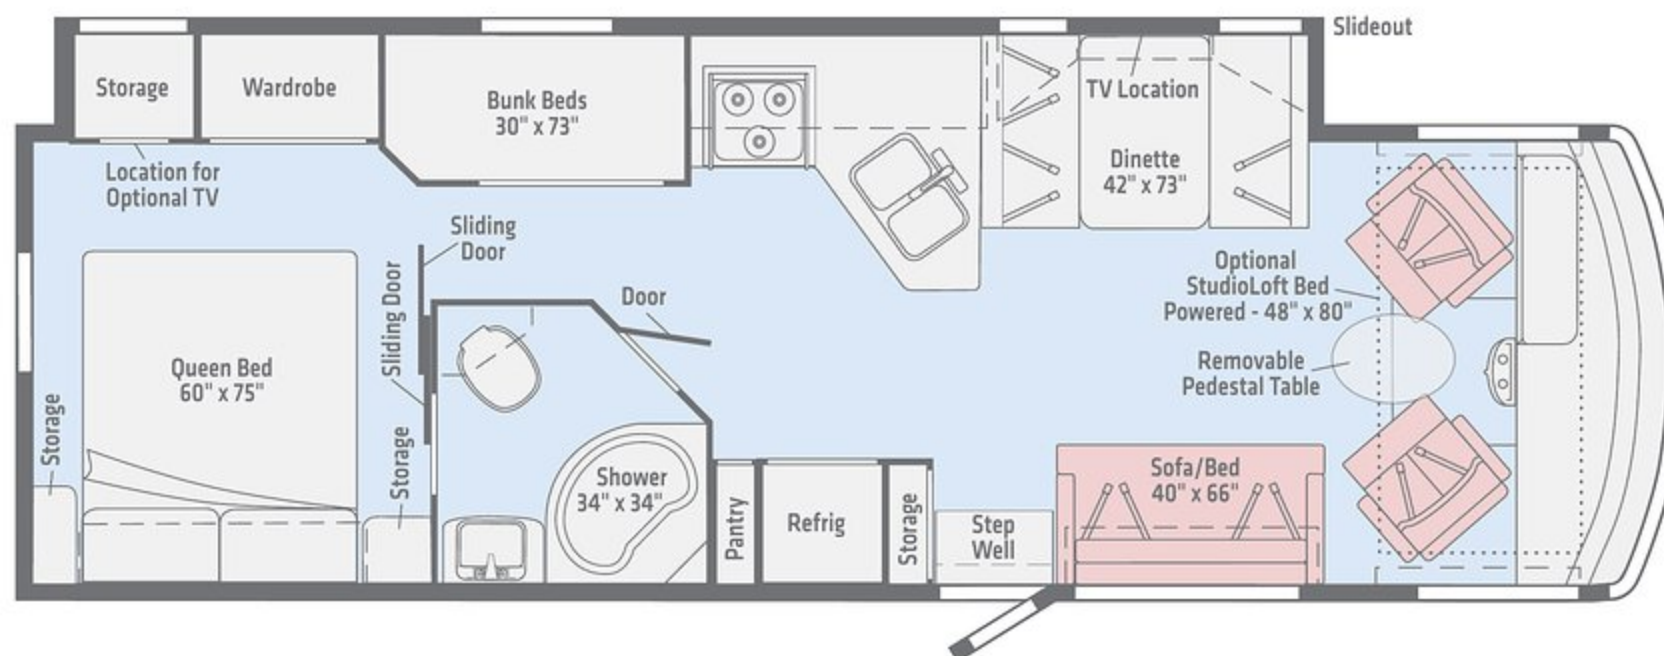 Slideout
Storage
Wardrobe
Bunk Beds
30" x 73"
TV Location
Dinette
42" x 73"
Location for
Optional TV
Sliding
Door
Sliding Door
Door
Optional
StudioLoft Bed
Powered - 48" x 80"
Removable
Pedestal Table
Queen Bed
60" x 75"
Storage
Storage
Shower
34" x 34"
Pantry
Refrig
Storage
Step
Well
Sofa/Bed
40" x 66"